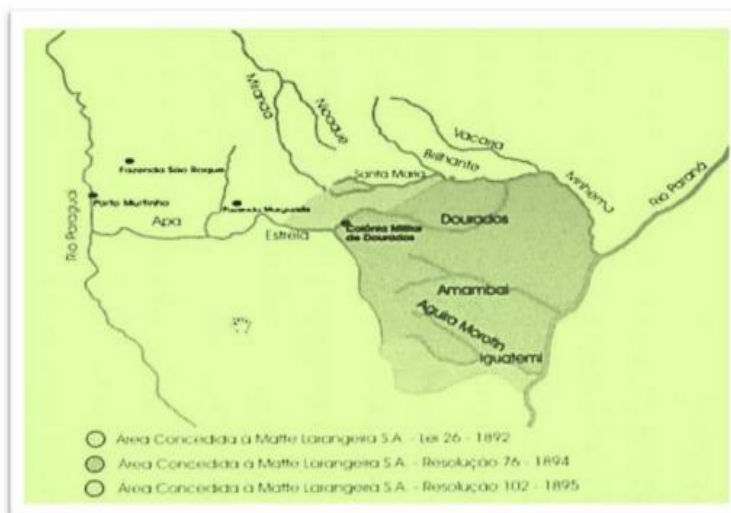 Miranda
Nioaque
Vacaria
Brilhante
Fazenda São Roque
Santa Maria
Ivinhema
Rio Paraná
Porto Murtinho
Fazenda
Apa
Dourados
Rio Paraguai
Estrela
Colônia Militar
de Dourados
Amambai
Aguira Morotin
Iguatemi
Área Concedida à Matte Larangeira S.A. - Lei 26 - 1892
Área Concedida à Matte Larangeira S.A. - Resolução 76 - 1894
Área Concedida à Matte Larangeira S.A. - Resolução 102 - 1895